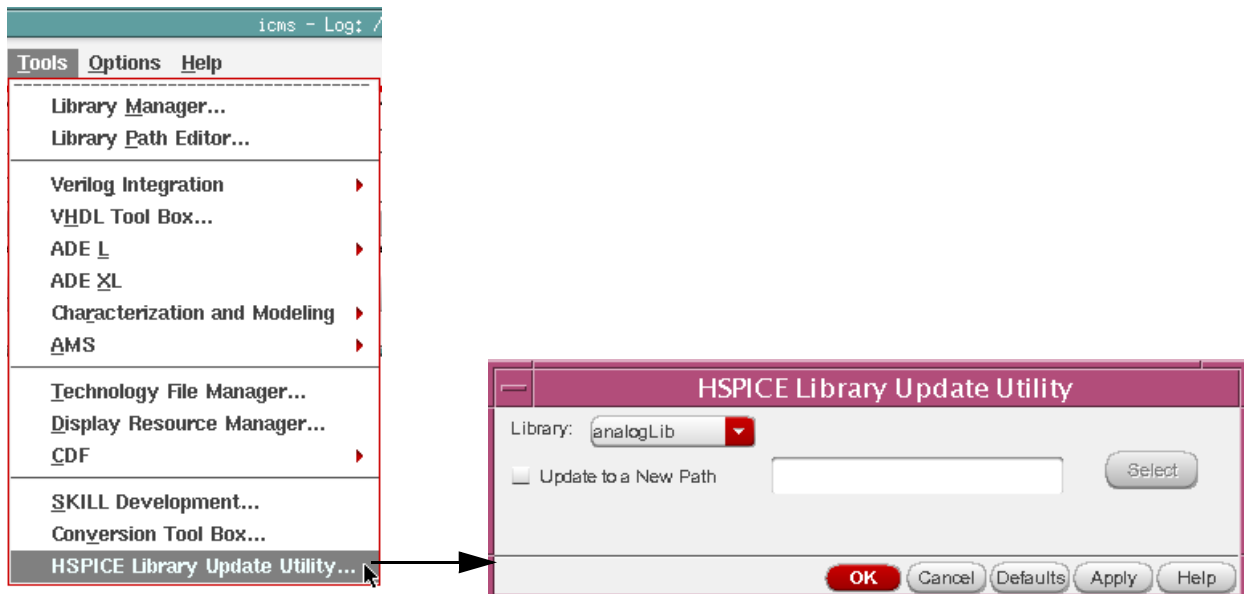 icms - Log: /
Tools Options Help
Library Manager...
Library Path Editor...
Verilog Integration
VHDL Tool Box...
ADE L
ADE XL
Characterization and Modeling
AMS
Technology File Manager...
Display Resource Manager...
CDF
SKILL Development...
Conversion Tool Box...
HSPICE Library Update Utility...
HSPICE Library Update Utility
Library: analogLib
Update to a New Path Select
OK Cancel Defaults Apply Help